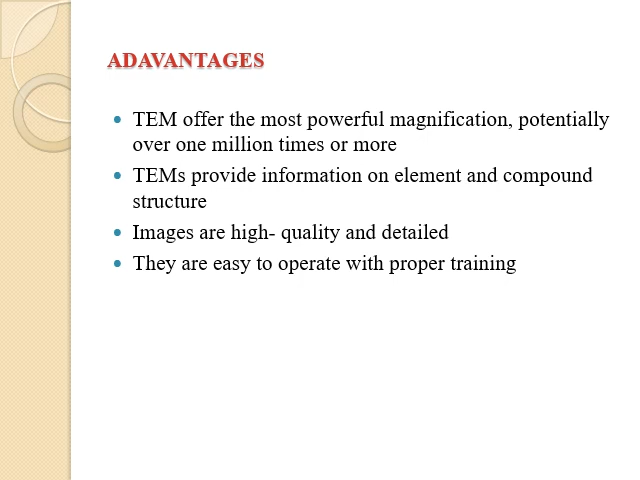 ADAVANTAGES
• TEM offer the most powerful magnification, potentially
over one million times or more
• TEMs provide information on element and compound
structure
• Images are high- quality and detailed
• They are easy to operate with proper training